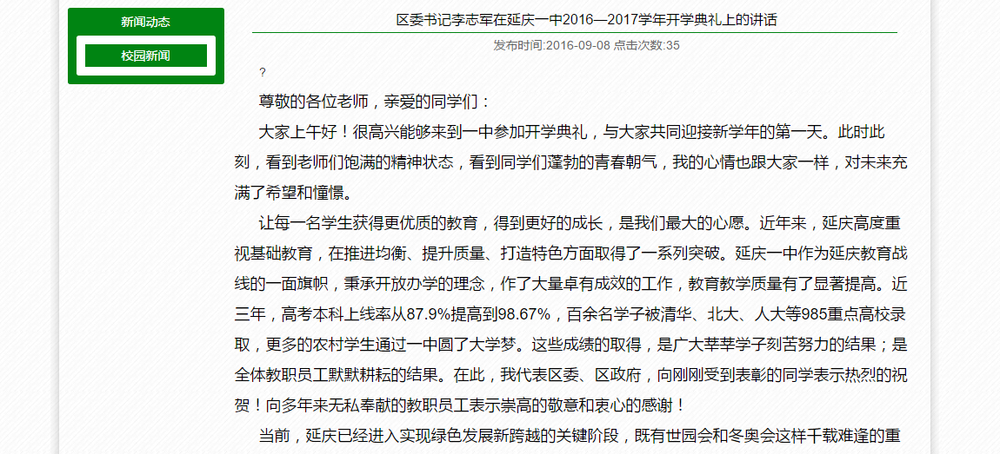 新闻动态
校园新闻
区委书记李志军在延庆一中2016—2017学年开学典礼上的讲话
发布时间:2016-09-08 点击次数:35
?
尊敬的各位老师，亲爱的同学们：
大家上午好！很高兴能够来到一中参加开学典礼，与大家共同迎接新学年的第一天。此时此
刻，看到老师们饱满的精神状态，看到同学们蓬勃的青春朝气，我的心情也跟大家一样，对未来充
满了希望和憧憬。
让每一名学生获得更优质的教育，得到更好的成长，是我们最大的心愿。近年来，延庆高度重
视基础教育，在推进均衡、提升质量、打造特色方面取得了一系列突破。延庆一中作为延庆教育战
线的一面旗帜，秉承开放办学的理念，作了大量卓有成效的工作，教育教学质量有了显著提高。近
三年，高考本科上线率从87.9%提高到98.67%，百余名学子被清华、北大、人大等985重点高校录
取，更多的农村学生通过一中圆了大学梦。这些成绩的取得，是广大莘莘学子刻苦努力的结果；是
全体教职员工默默耕耘的结果。在此，我代表区委、区政府，向刚刚受到表彰的同学表示热烈的祝
贺！向多年来无私奉献的教职员工表示崇高的敬意和衷心的感谢！
当前，延庆已经进入实现绿色发展新跨越的关键阶段，既有世园会和冬奥会这样千载难逢的重